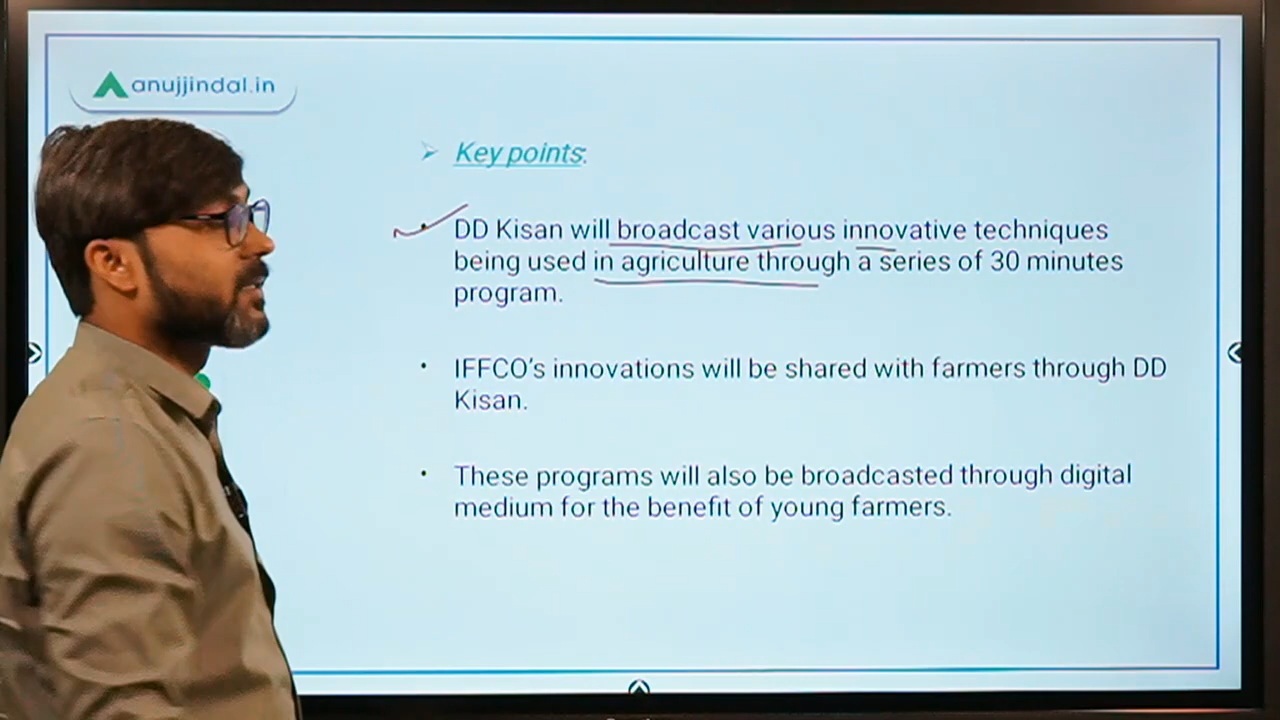 anujjindal.in
Key points:
DD Kisan will broadcast various innovative techniques
being used in agriculture through a series of 30 minutes
program.
IFFCO's innovations will be shared with farmers through DD
Kisan.
These programs will also be broadcasted through digital
medium for the benefit of young farmers.